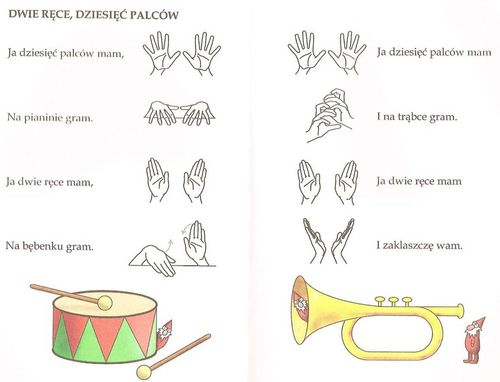 DWIE RĘCE, DZIESIĘĆ PALCÓW
Ja dziesięć palców mam,
Na pianinie gram.
Ja dwie ręce mam,
Na bębenku gram.
Ja dziesięć palców mam
I na trąbce gram.
Ja dwie ręce mam
I zaklaszczę wam.